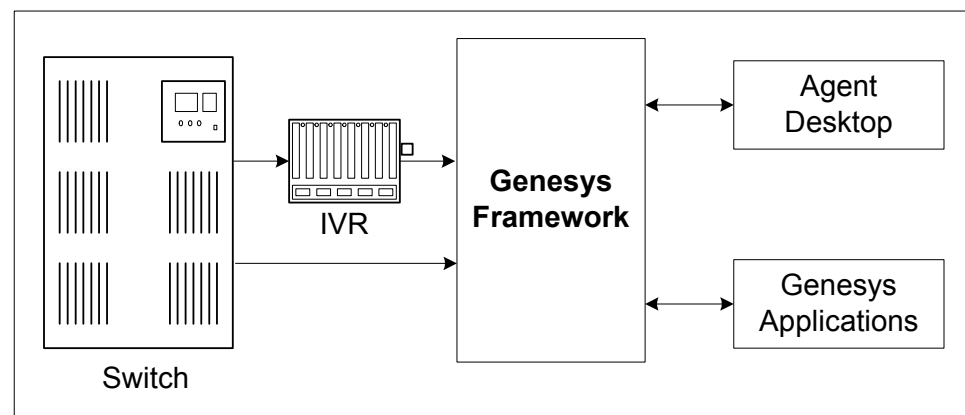 Agent
Desktop
Genesys
Framework
IVR
Genesys
Applications
Switch